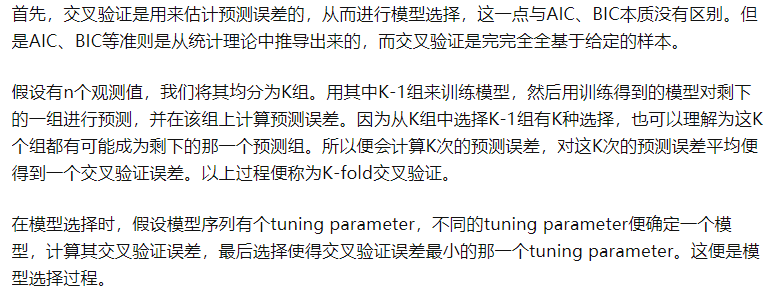 首先，交叉验证是用来估计预测误差的，从而进行模型选择，这一点与AIC、BIC本质没有区别。但
是AIC、BIC等准则是从统计理论中推导出来的，而交叉验证是完完全全基于给定的样本。
假设有n个观测值，我们将其均分为K组。用其中K-1组来训练模型，然后用训练得到的模型对剩下
的一组进行预测，并在该组上计算预测误差。因为从K组中选择K-1组有K种选择，也可以理解为这K
个组都有可能成为剩下的那一个预测组。所以便会计算K次的预测误差，对这K次的预测误差平均便
得到一个交叉验证误差。以上过程便称为K-fold交叉验证。
在模型选择时，假设模型序列有个tuning parameter，不同的tuning parameter便确定一个模
型，计算其交叉验证误差，最后选择使得交叉验证误差最小的那一个tuning parameter。这便是模
型选择过程。